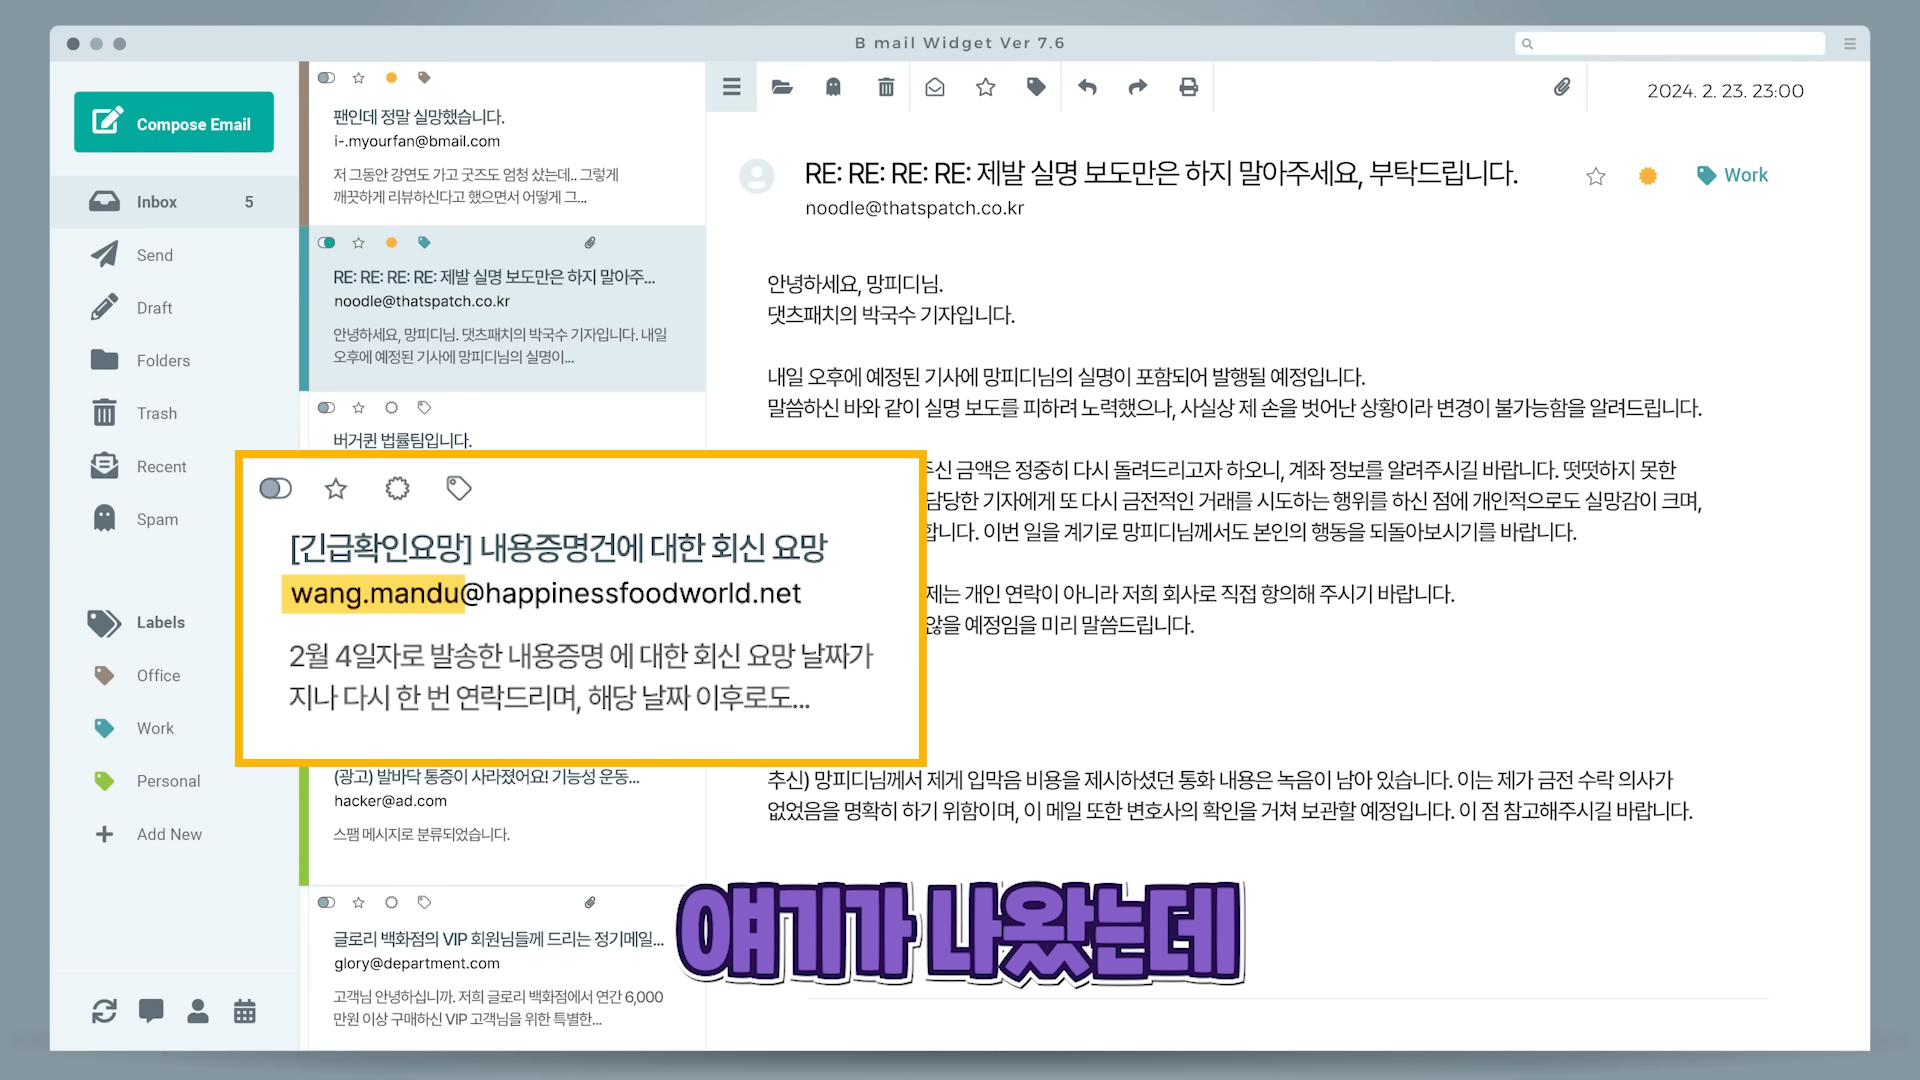 B mail Widget Ver 7.6
Compose Email
Inbox 5
Send
Draft
Folders
Trash
Recent
Spam
Labels
Office
Work
Personal
Add New
팬인데 정말 실망했습니다.
i-.myourfan@bmail.com
저 그동안 강연도 가고 굿즈도 엄청 샀는데.. 그렇게
깨끗하게 리뷰하신다고 했으면서 어떻게 그...
RE: RE: RE: RE: 제발 실명 보도만은 하지 말아주...
noodle@thatspatch.co.kr
안녕하세요, 망피디님. 댓츠패치의 박국수 기자입니다. 내일
오후에 예정된 기사에 망피디님의 실명이...
버거퀸 법률팀입니다.
[긴급확인요망] 내용증명건에 대한 회신 요망
wang.mandu@happinessfoodworld.net
2월 4일자로 발송한 내용증명 에 대한 회신 요망 날짜가
지나 다시 한 번 연락드리며, 해당 날짜 이후로도...
(광고) 발바닥 통증이 사라졌어요! 기능성 운동...
hacker@ad.com
스팸 메시지로 분류되었습니다.
글로리 백화점의 VIP 회원님들께 드리는 정기메일...
glory@department.com
고객님 안녕하십니까. 저희 글로리 백화점에서 연간 6,000
만원 이상 구매하신 VIP 고객님을 위한 특별한...
2024. 2. 23. 23:00
RE: RE: RE: RE: 제발 실명 보도만은 하지 말아주세요, 부탁드립니다.
Work
noodle@thatspatch.co.kr
안녕하세요, 망피디님.
댓츠패치의 박국수 기자입니다.
내일 오후에 예정된 기사에 망피디님의 실명이 포함되어 발행될 예정입니다.
말씀하신 바와 같이 실명 보도를 피하려 노력했으나, 사실상 제 손을 벗어난 상황이라 변경이 불가능함을 알려드립니다.
주신 금액은 정중히 다시 돌려드리고자 하오니, 계좌 정보를 알려주시길 바랍니다. 떳떳하지 못한
담당한 기자에게 또 다시 금전적인 거래를 시도하는 행위를 하신 점에 개인적으로도 실망감이 크며,
합니다. 이번 일을 계기로 망피디님께서도 본인의 행동을 되돌아보시기를 바랍니다.
제는 개인 연락이 아니라 저희 회사로 직접 항의해 주시기 바랍니다.
않을 예정임을 미리 말씀드립니다.
추신) 망피디님께서 제게 입막음 비용을 제시하셨던 통화 내용은 녹음이 남아 있습니다. 이는 제가 금전 수락 의사가
없었음을 명확히 하기 위함이며, 이 메일 또한 변호사의 확인을 거쳐 보관할 예정입니다. 이 점 참고해주시길 바랍니다.
얘기가 나왔는데